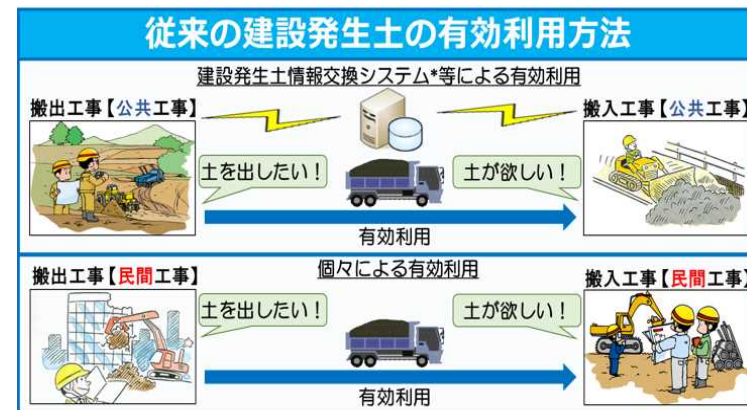 従来の建設発生土の有効利用方法
建設発生土情報交換システム*等による有効利用
搬出工事【公共工事】
搬入工事【公共工事】
土を出したい！
土が欲しい！
有効利用
個々による有効利用
搬出工事【民間工事】
搬入工事【民間工事】
土を出したい！
土が欲しい！
有効利用